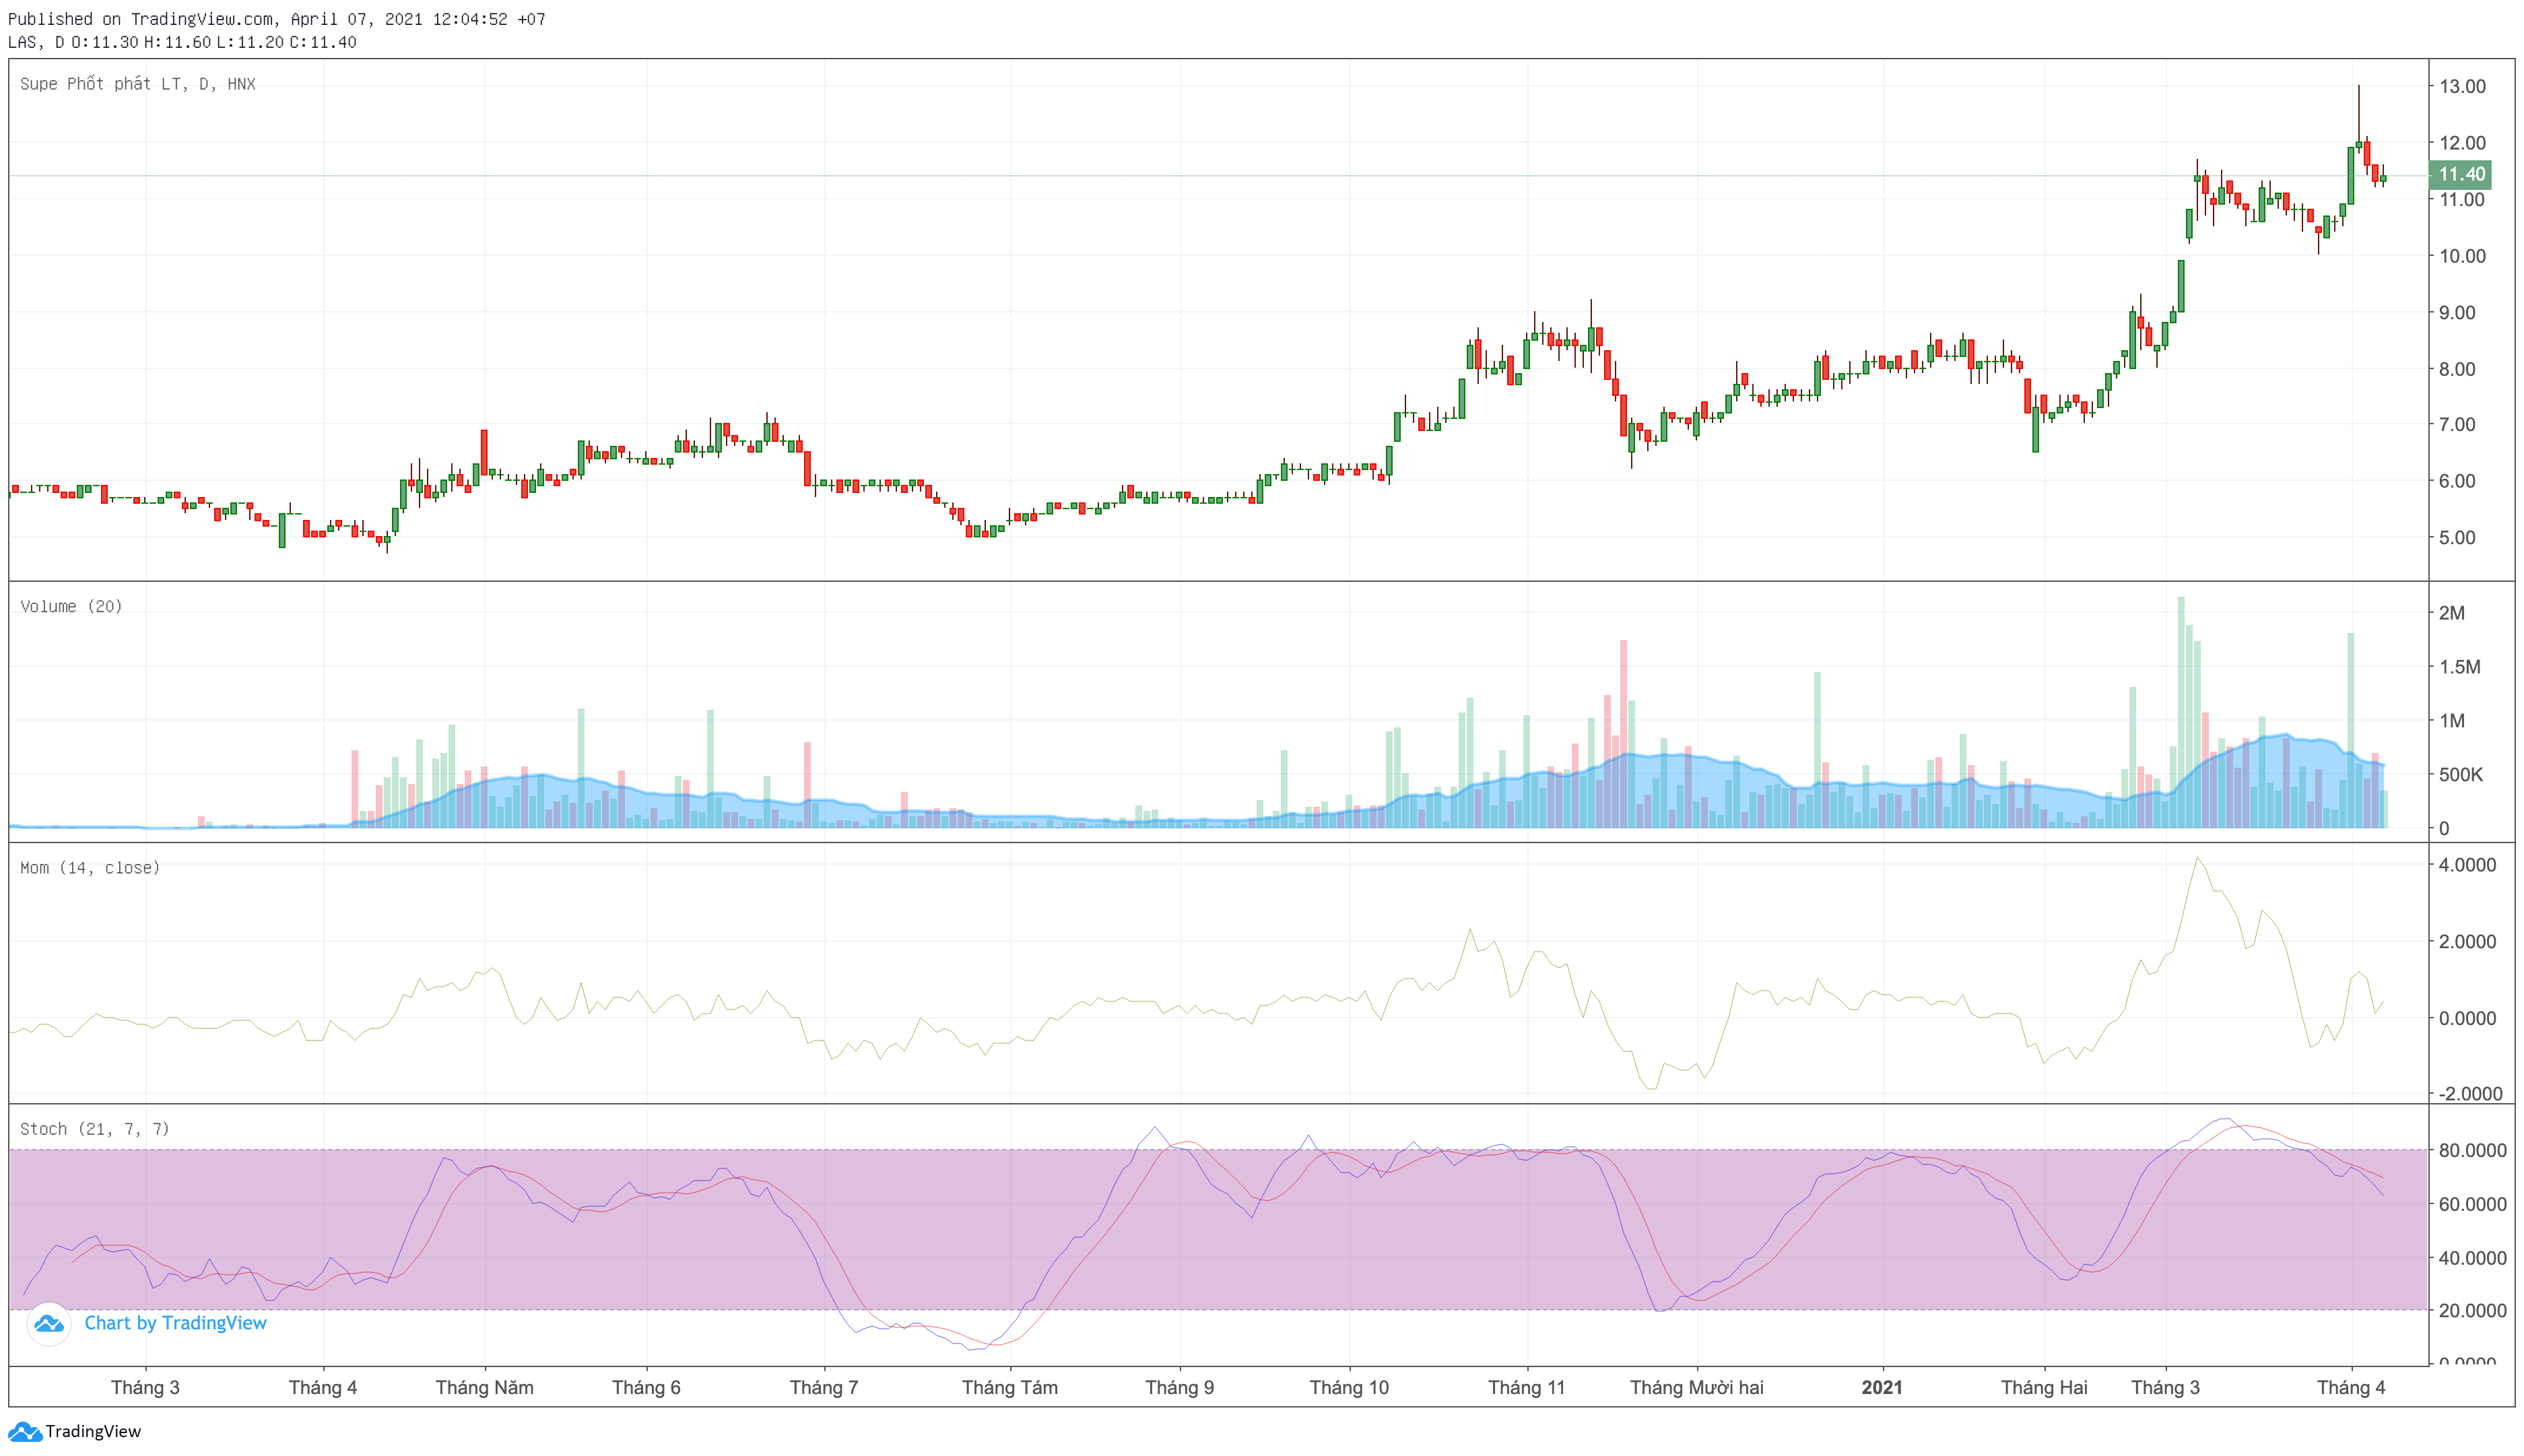 Published on TradingView.com, April 07, 2021 12:04:52 +07
LAS, D O:11.30 H:11.60 L:11.20 C:11.40
Supe Phốt phát LT, D, HNX
13.00
12.00
11.40
11.00
10.00
9.00
8.00
7.00
6.00
5.00
Volume (20)
2M
1.5M
1M
500K
0
Mom (14, close)
4.0000
2.0000
0.0000
-2.0000
Stoch (21, 7, 7)
80.0000
60.0000
40.0000
20.0000
0.0000
Chart by TradingView
Tháng 3 Tháng 4 Tháng Năm Tháng 6 Tháng 7 Tháng Tám Tháng 9 Tháng 10 Tháng 11 Tháng Mười hai 2021 Tháng Hai Tháng 3 Tháng 4
TradingView